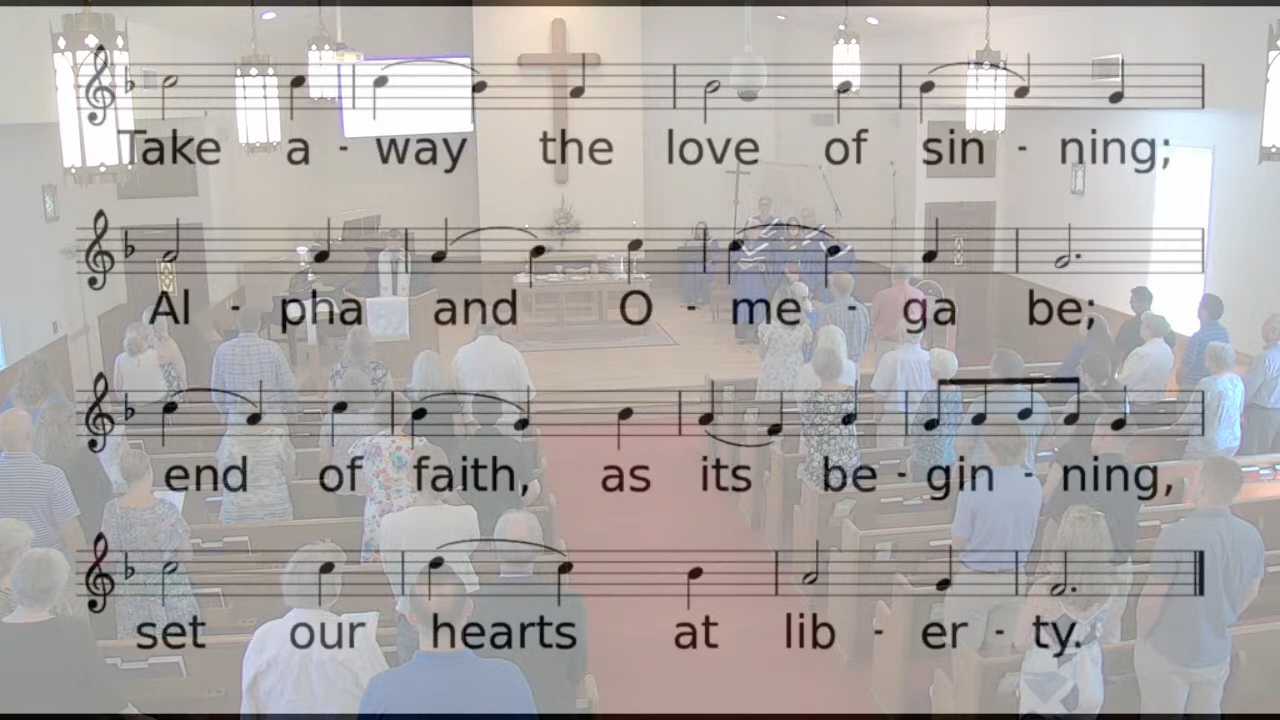 Take a - way the love of sin - ning;
Al - pha and O - me - ga be;
end of faith, as its be - gin - ning,
set our hearts at lib - er - ty.